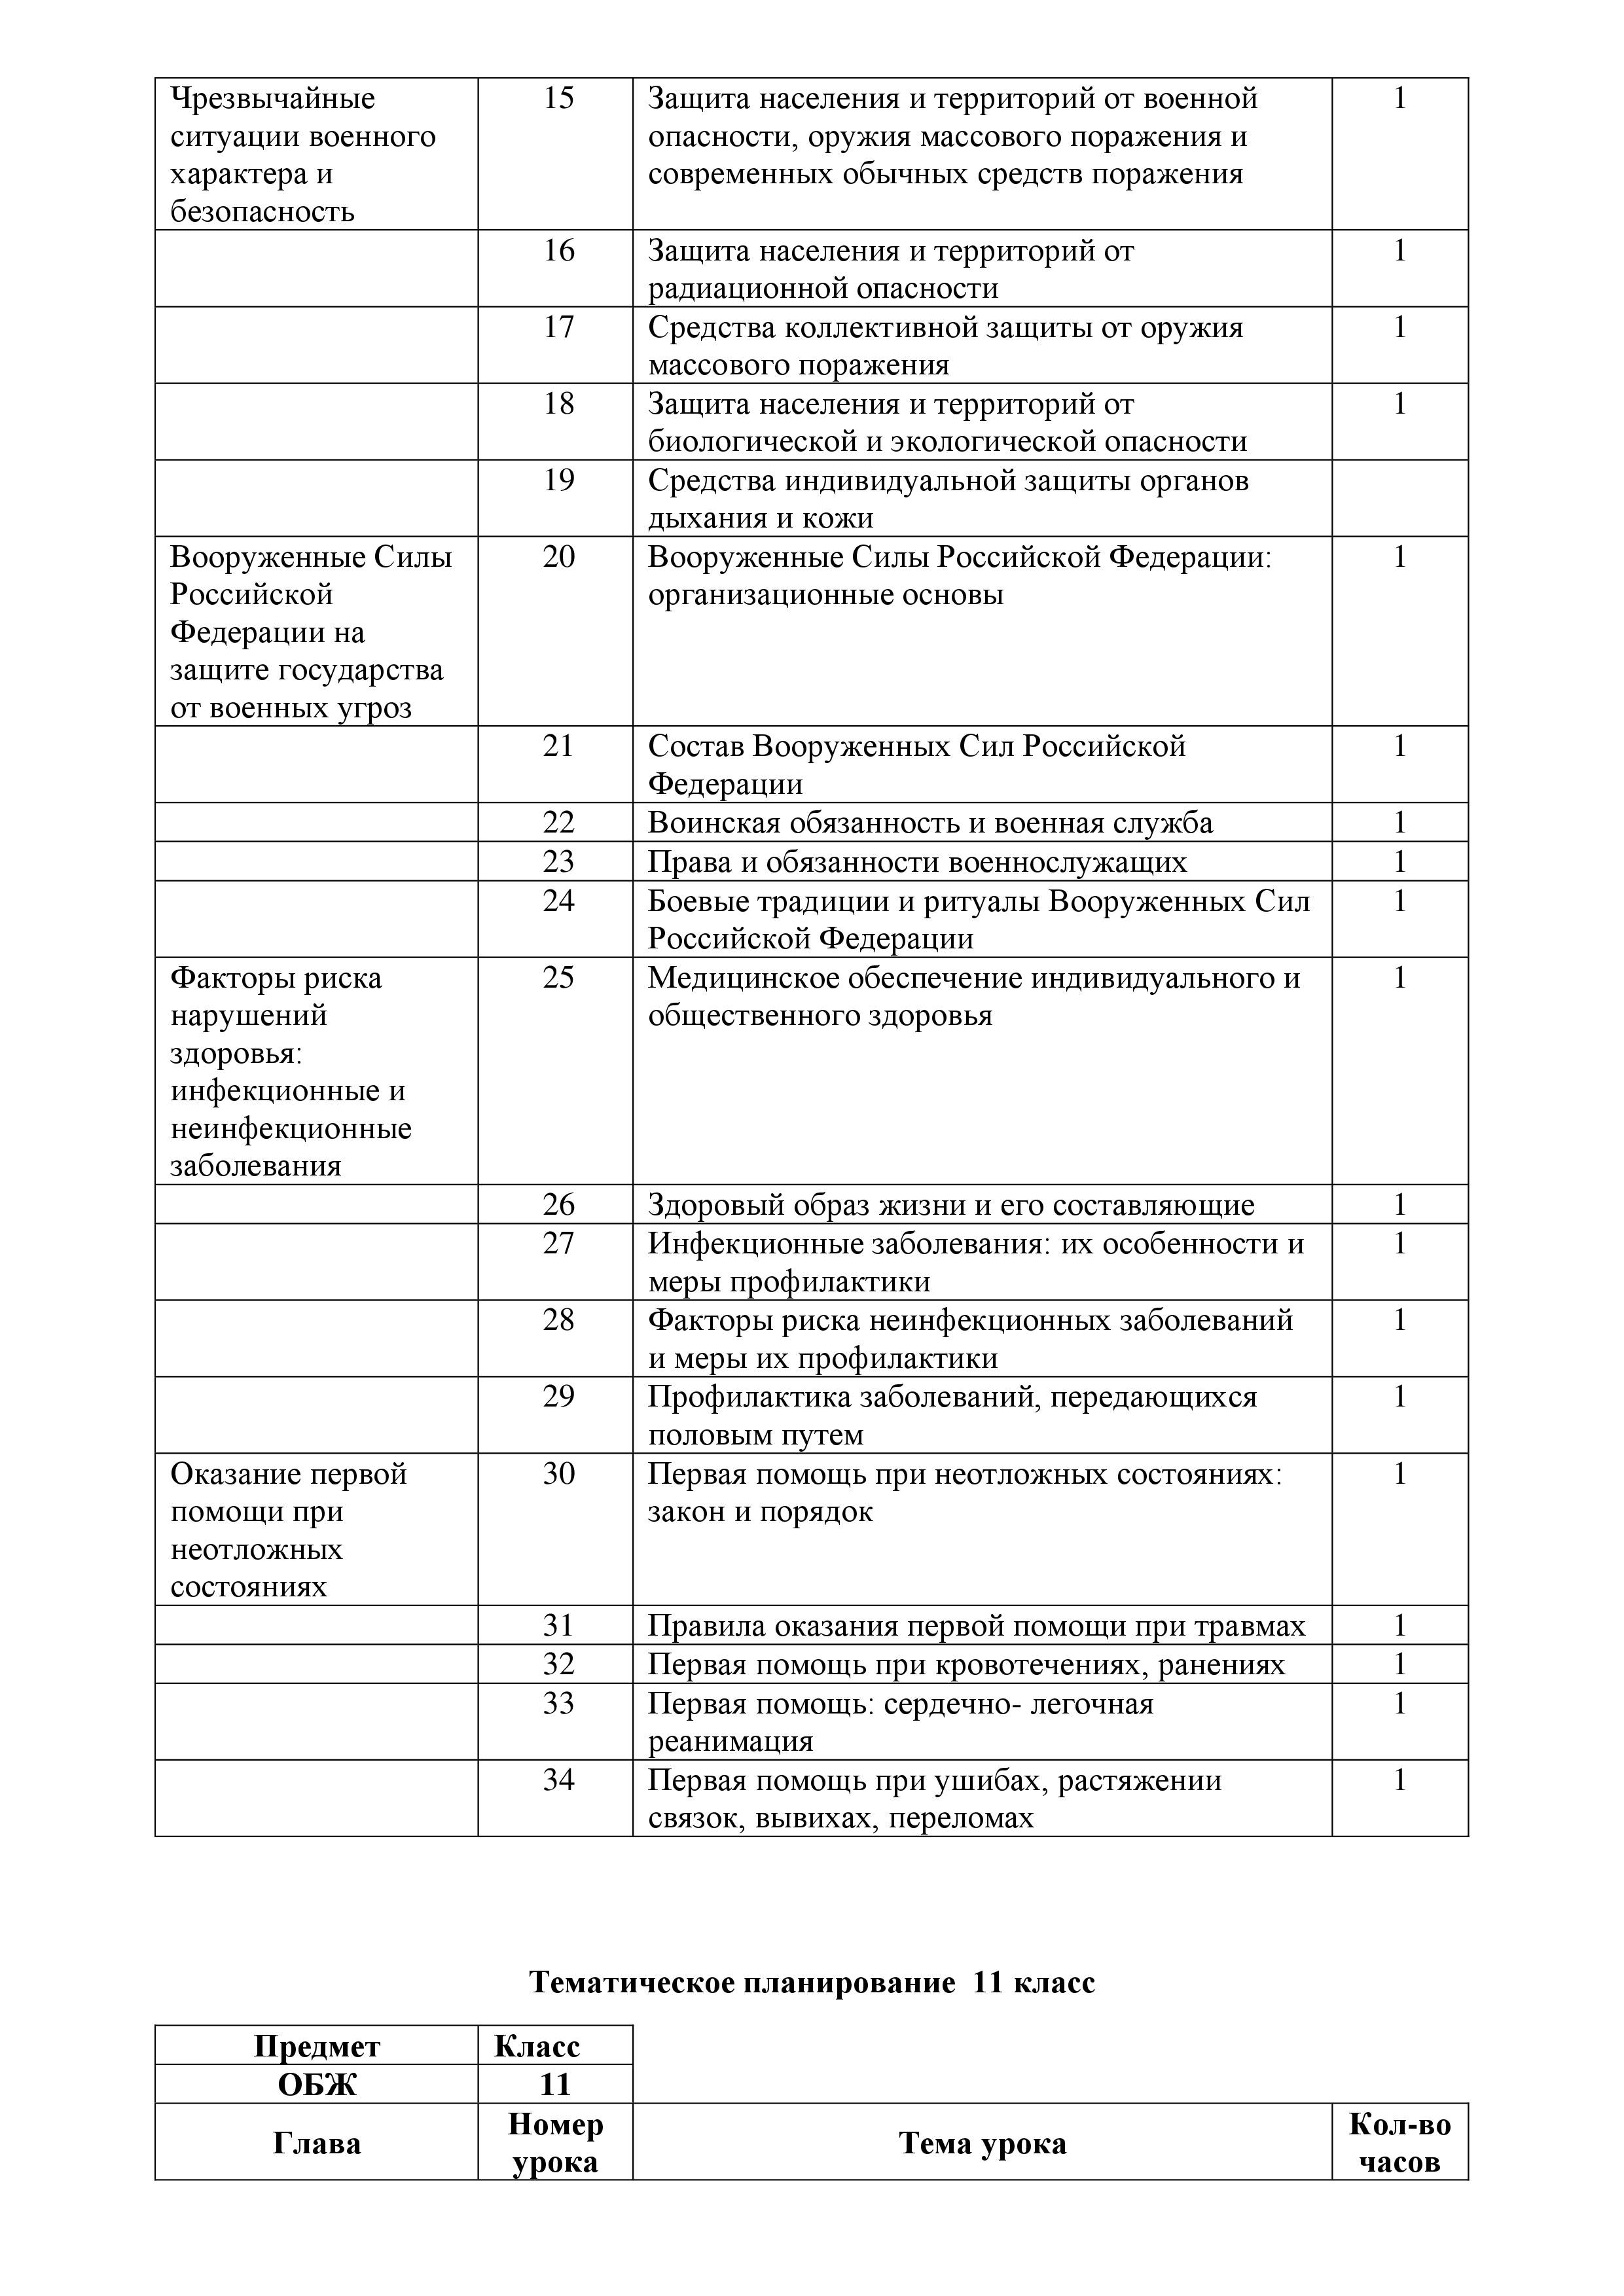 Чрезвычайные
ситуации военного
характера и
безопасность
15
Защита населения и территорий от военной
опасности, оружия массового поражения и
современных обычных средств поражения
1
16
Защита населения и территорий от
радиационной опасности
1
17
Средства коллективной защиты от оружия
массового поражения
1
18
Защита населения и территорий от
биологической и экологической опасности
1
19
Средства индивидуальной защиты органов
дыхания и кожи
Вооруженные Силы
Российской
Федерации на
защите государства
от военных угроз
20
Вооруженные Силы Российской Федерации:
организационные основы
1
21
Состав Вооруженных Сил Российской
Федерации
1
22
Воинская обязанность и военная служба
1
23
Права и обязанности военнослужащих
1
24
Боевые традиции и ритуалы Вооруженных Сил
Российской Федерации
1
Факторы риска
нарушений
здоровья:
инфекционные и
неинфекционные
заболевания
25
Медицинское обеспечение индивидуального и
общественного здоровья
1
26
Здоровый образ жизни и его составляющие
1
27
Инфекционные заболевания: их особенности и
меры профилактики
1
28
Факторы риска неинфекционных заболеваний
и меры их профилактики
1
29
Профилактика заболеваний, передающихся
половым путем
1
Оказание первой
помощи при
неотложных
состояниях
30
Первая помощь при неотложных состояниях:
закон и порядок
1
31
Правила оказания первой помощи при травмах
1
32
Первая помощь при кровотечениях, ранениях
1
33
Первая помощь: сердечно- легочная
реанимация
1
34
Первая помощь при ушибах, растяжении
связок, вывихах, переломах
1
Тематическое планирование  11 класс
Предмет
Класс
ОБЖ
11
Глава
Номер
урока
Тема урока
Кол-во
часов